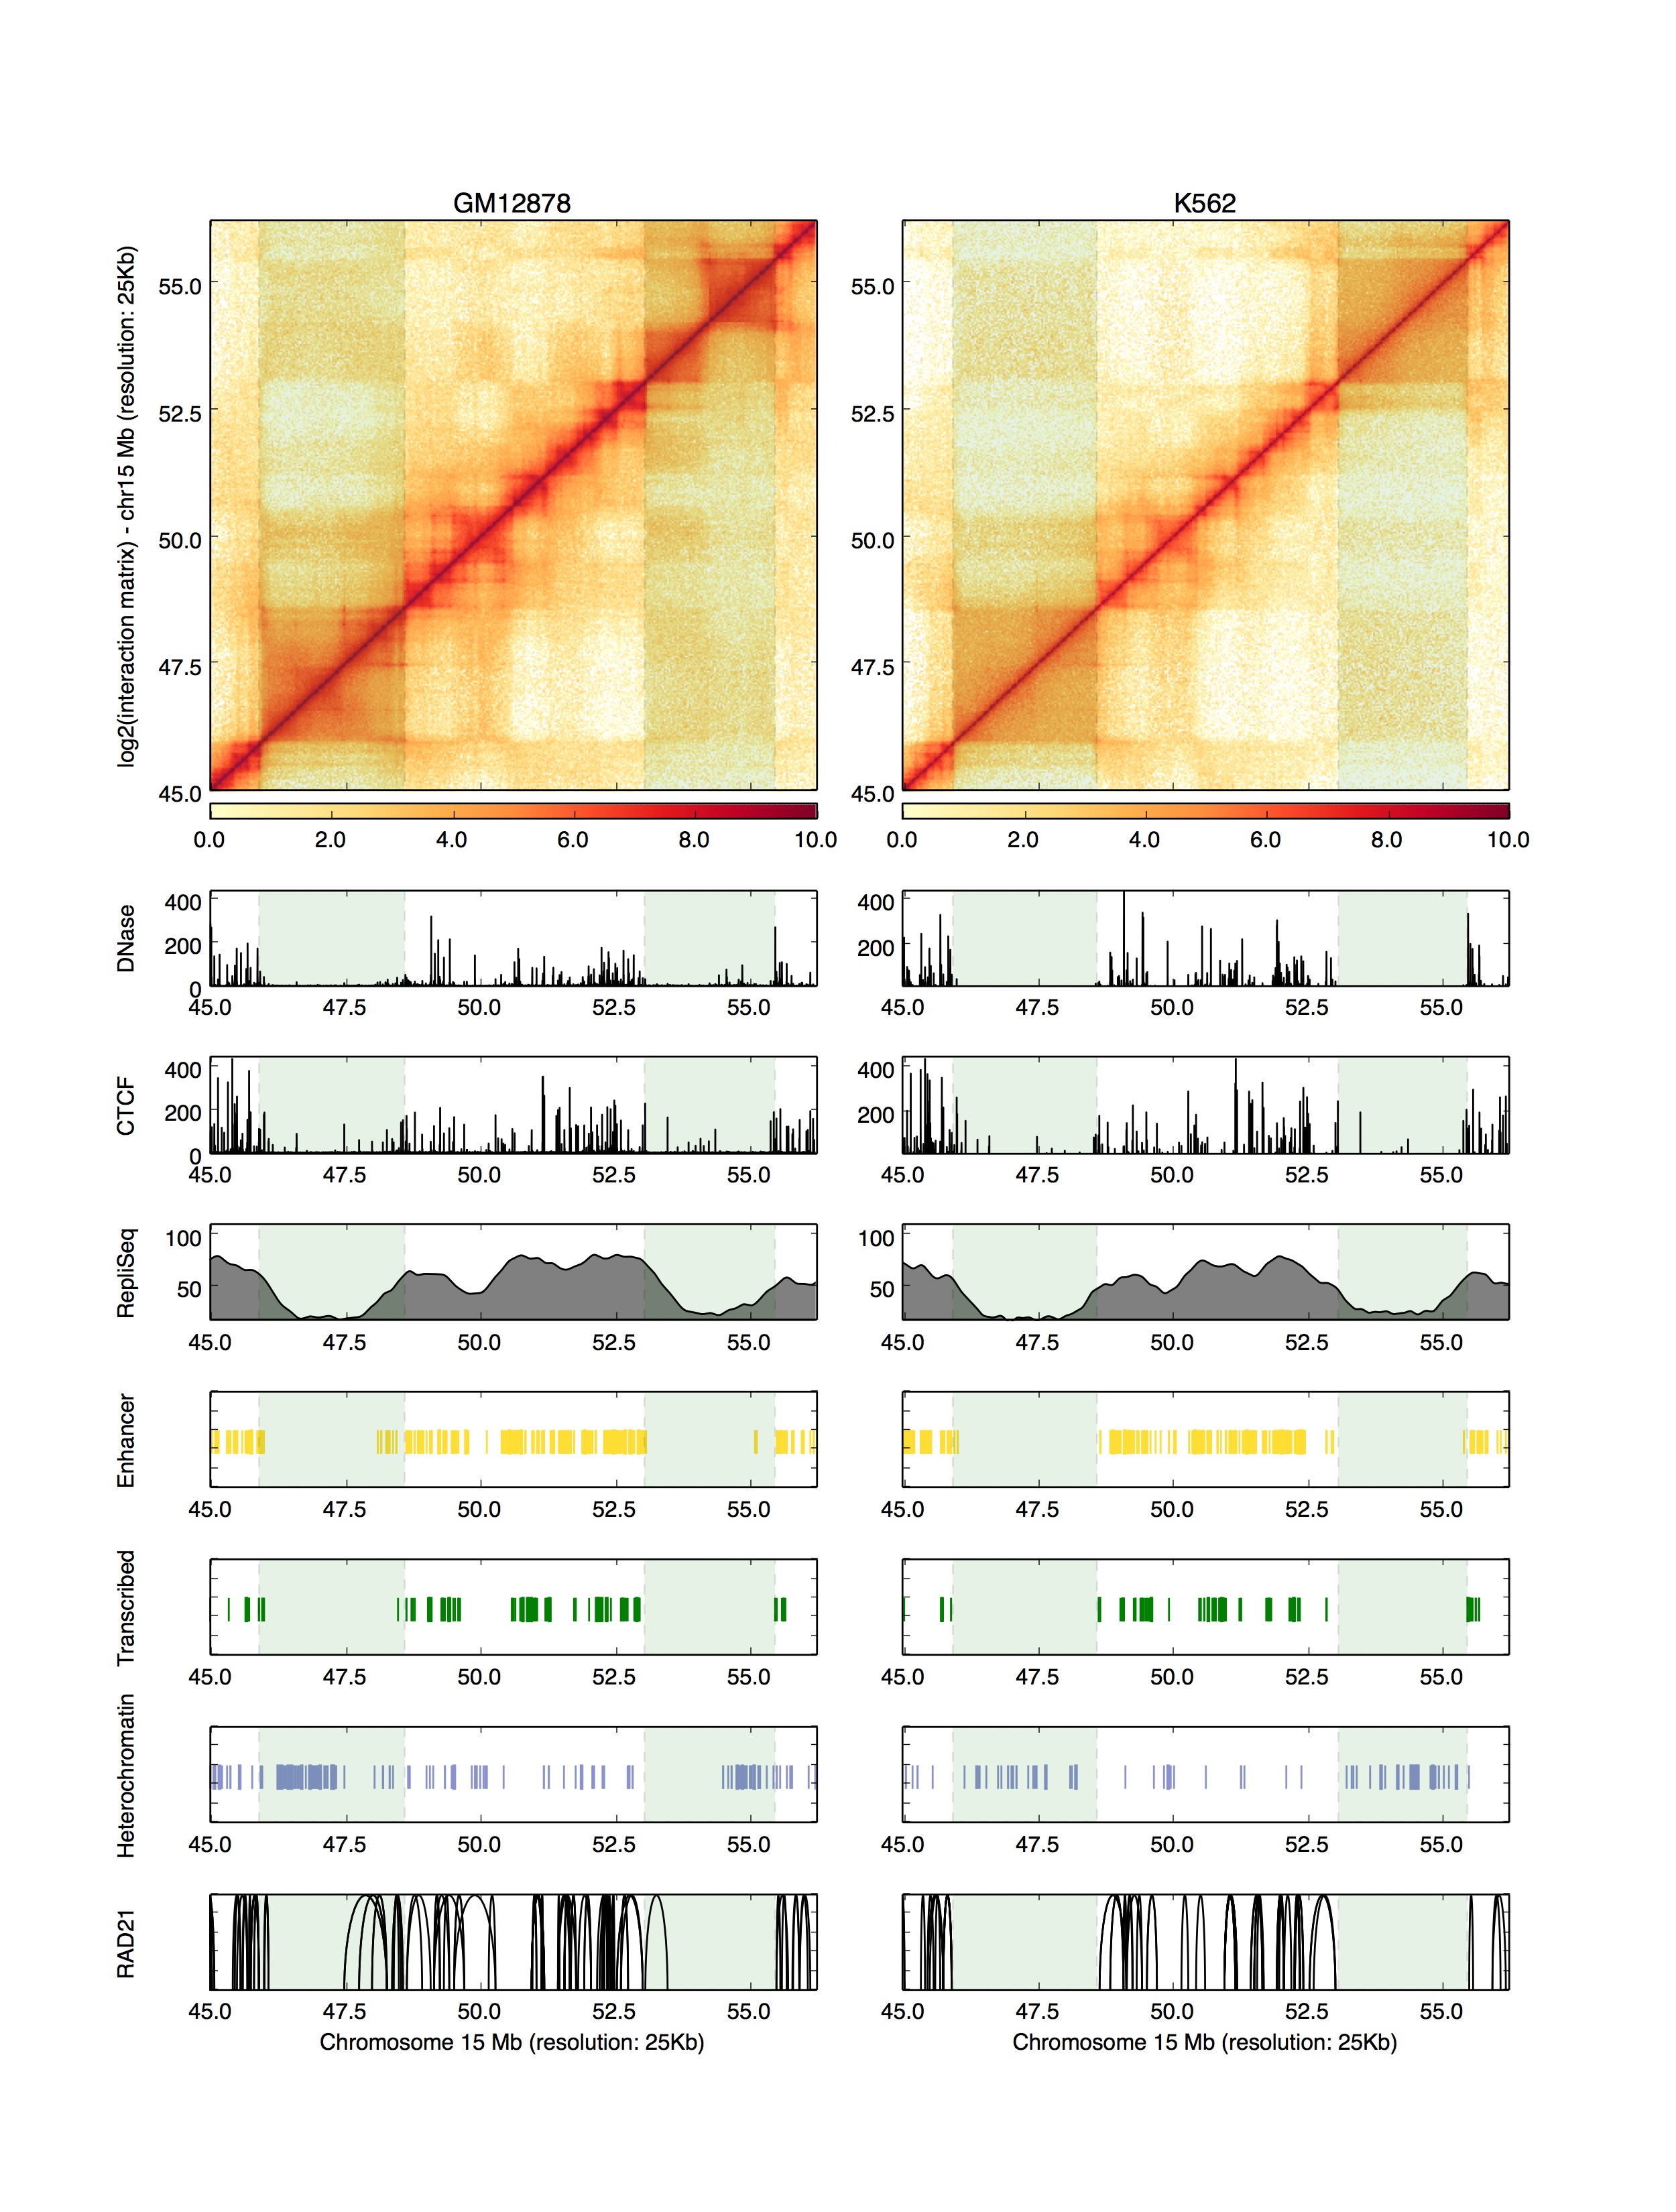 GM12878 K562
log2(interaction matrix) - chr15 Mb (resolution: 25Kb)
55.0 55.0
52.5 52.5
50.0 50.0
47.5 47.5
45.0 45.0
0.0 2.0 4.0 6.0 8.0 10.0 0.0 2.0 4.0 6.0 8.0 10.0
DNase
400 400
200 200
0
45.0 47.5 50.0 52.5 55.0 45.0 47.5 50.0 52.5 55.0
CTCF
400 400
200 200
0
45.0 47.5 50.0 52.5 55.0 45.0 47.5 50.0 52.5 55.0
RepliSeq
100 100
50 50
45.0 47.5 50.0 52.5 55.0 45.0 47.5 50.0 52.5 55.0
Enhancer
45.0 47.5 50.0 52.5 55.0 45.0 47.5 50.0 52.5 55.0
Transcribed
45.0 47.5 50.0 52.5 55.0 45.0 47.5 50.0 52.5 55.0
Heterochromatin
45.0 47.5 50.0 52.5 55.0 45.0 47.5 50.0 52.5 55.0
RAD21
45.0 47.5 50.0 52.5 55.0 45.0 47.5 50.0 52.5 55.0
Chromosome 15 Mb (resolution: 25Kb) Chromosome 15 Mb (resolution: 25Kb)